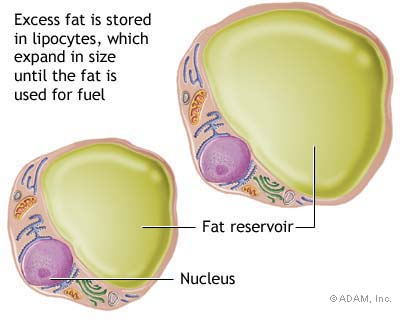 Excess fat is stored
in lipocytes, which
expand in size
until the fat is
used for fuel
Fat reservoir
Nucleus
©ADAM, Inc.